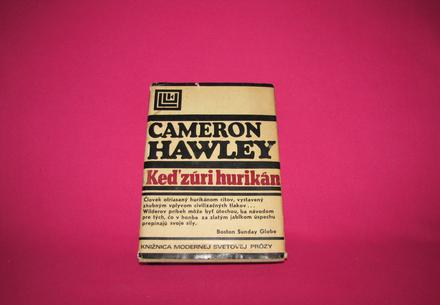 CAMERON
HAWLEY
Keď zúri hurikán
Človek otriasaný hurikánom citov, vystavený
zhubným vplyvom civilizačných tlakov...
Wilderov príbeh môže byť útechou, ba návodom
pre tých, čo v honbe za zlatým jabĺkom úspechu
prepínajú svoje sily.
Boston Sunday Globe
KNIŽNICA MODERNEJ SVETOVEJ PRÓZY